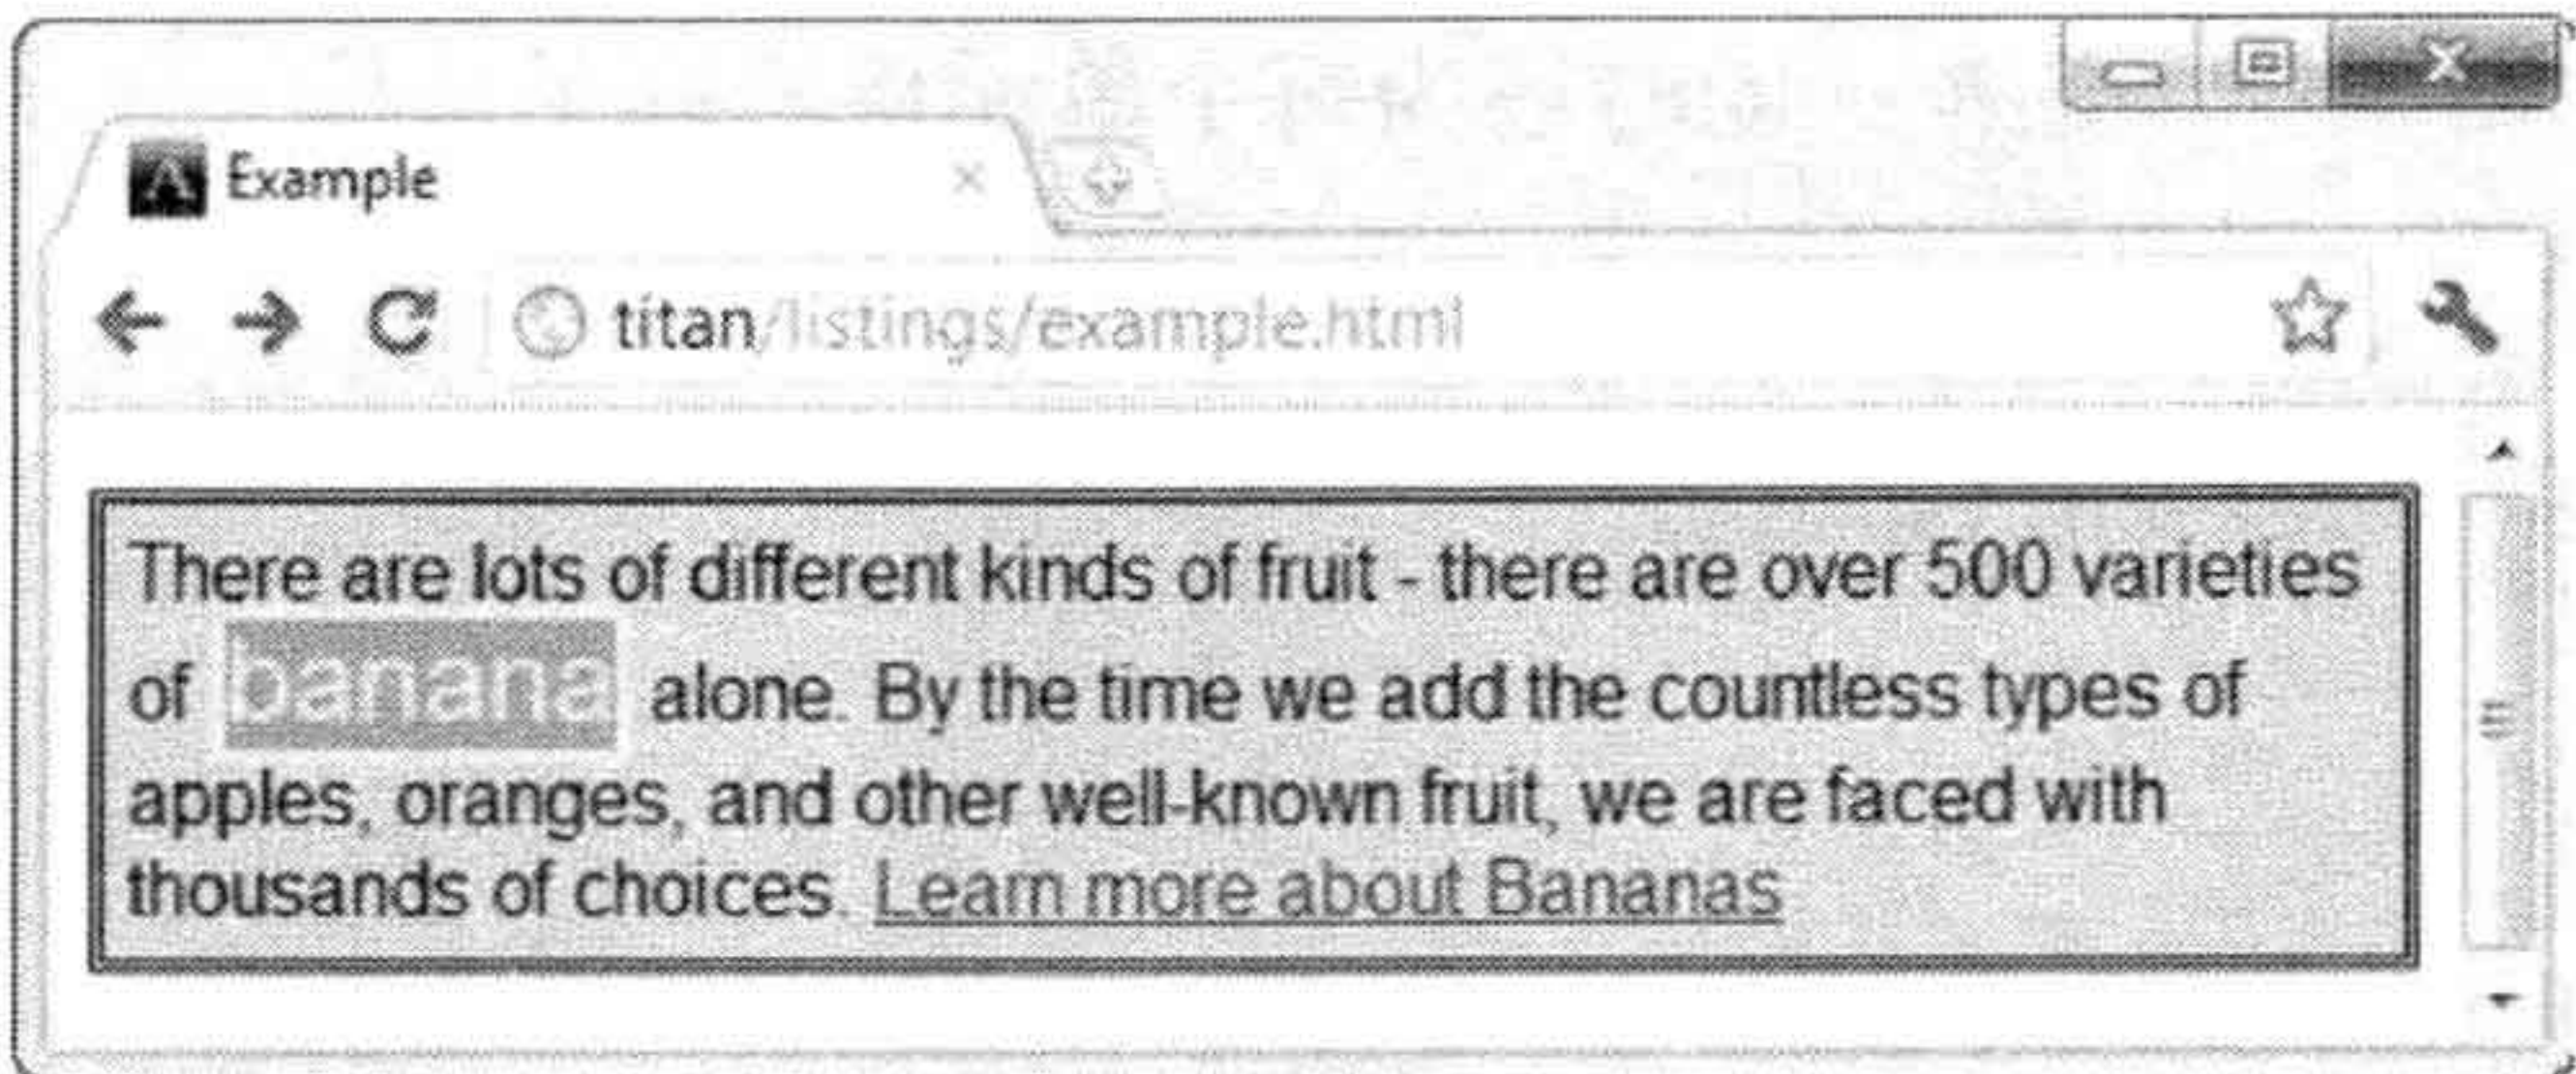 Example
titan/listings/example.html
There are lots of different kinds of fruit - there are over 500 varieties
of banana alone. By the time we add the countless types of
apples, oranges, and other well-known fruit, we are faced with
thousands of choices. Learn more about Bananas